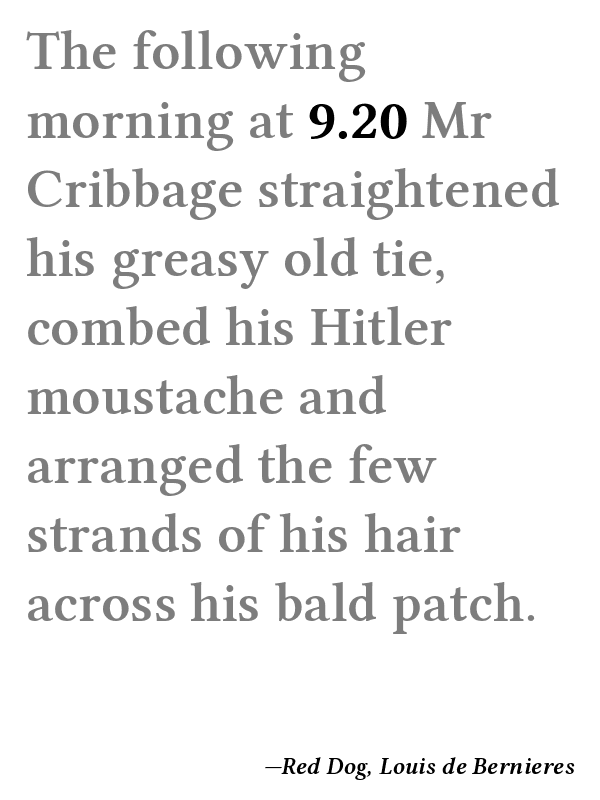 The following
morning at 9.20 Mr
Cribbage straightened
his greasy old tie,
combed his Hitler
moustache and
arranged the few
strands of his hair
across his bald patch.
—Red Dog, Louis de Bernieres